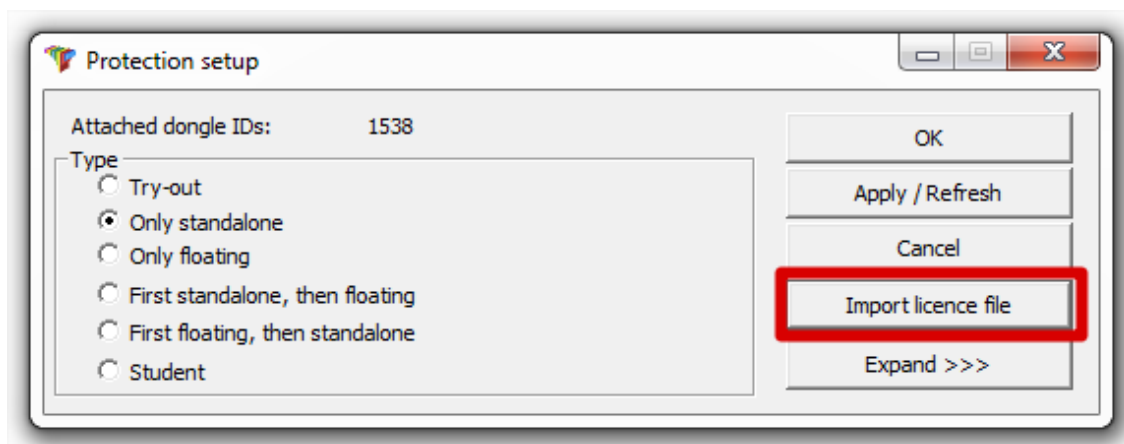 Protection setup
Attached dongle IDs: 1538
Type
Try-out
Only standalone
Only floating
First standalone, then floating
First floating, then standalone
Student
OK
Apply / Refresh
Cancel
Import licence file
Expand >>>